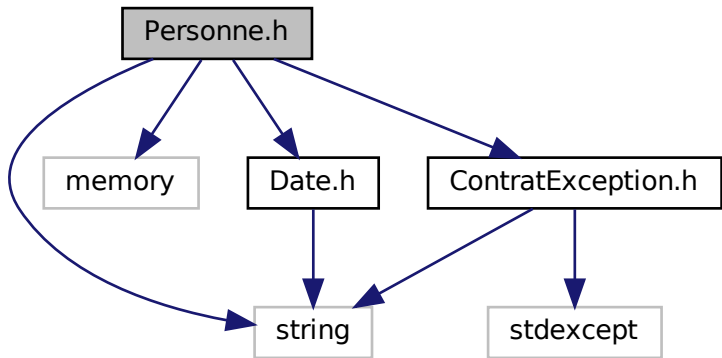 Personne.h
memory
Date.h
ContratException.h
string
stdexcept